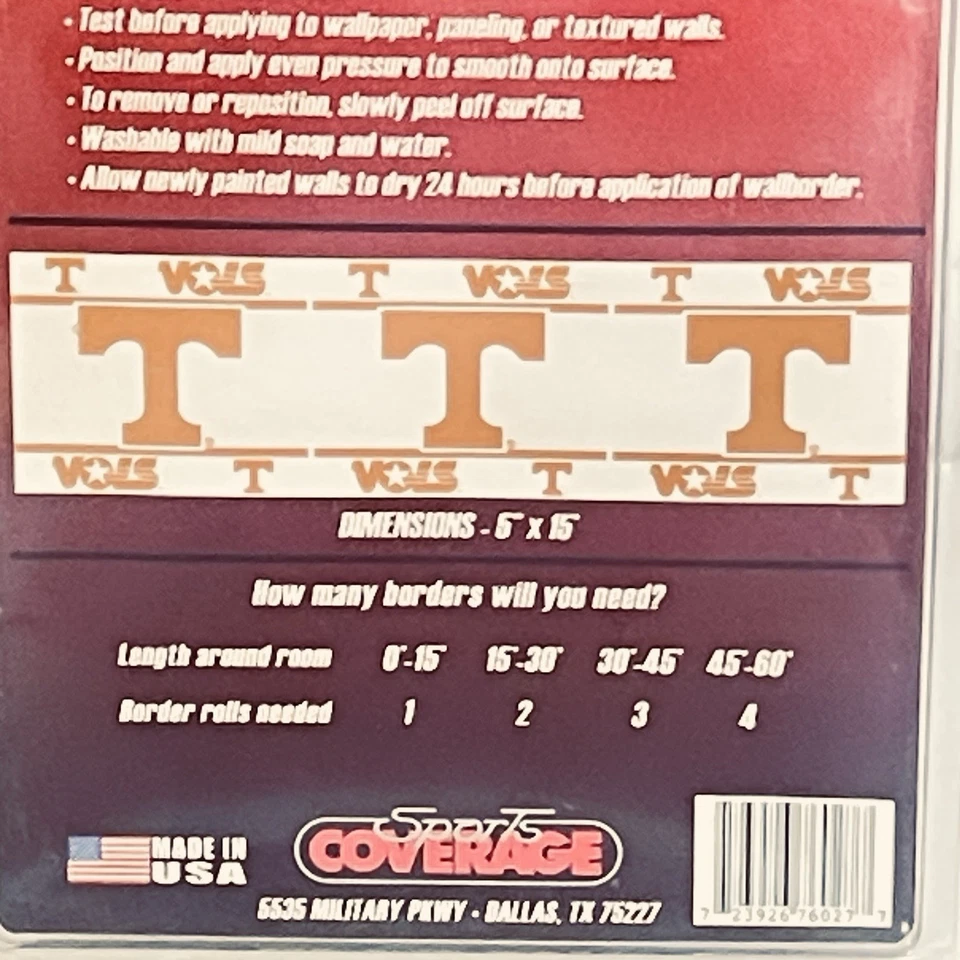 • Test before applying to wallpaper, paneling, or textured walls.
• Position and apply even pressure to smooth onto surface.
• To remove or reposition, slowly peel off surface.
• Washable with mild soap and water.
• Allow newly painted walls to dry 24 hours before application of wallborder.
T VOLS T VOLS T VOLS
T T T
VOLS T VOLS T VOLS T
DIMENSIONS - 5" x 15'
How many borders will you need?
Length around room 0'-15' 15'-30' 30'-45' 45'-60'
Border rolls needed 1 2 3 4
MADE IN
USA
Sports
COVERAGE
5535 MILITARY PKWY • DALLAS, TX 75227
7 23926 76027 7